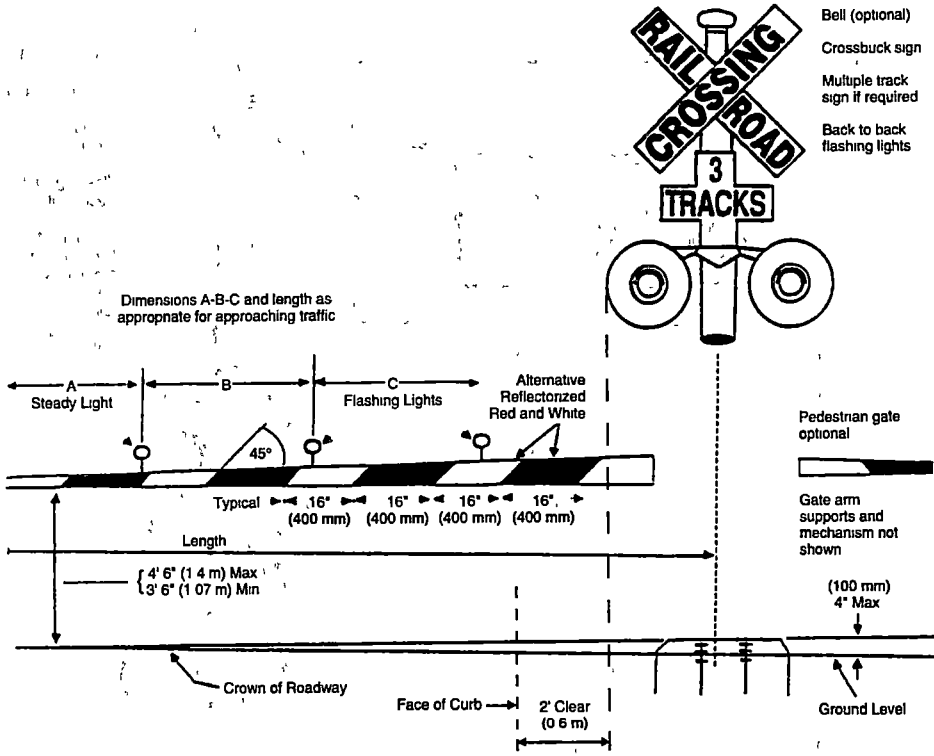 RAIL ROAD
CROSSING
3
TRACKS
Bell (optional)
Crossbuck sign
Multiple track
sign if required
Back to back
flashing lights
Dimensions A-B-C and length as
appropnate for approaching traffic
A
Steady Light
B
C
Flashing Lights
Alternative
Reflectorized
Red and White
45°
Typical
16"
(400 mm)
16"
(400 mm)
16"
(400 mm)
16"
(400 mm)
Pedestrian gate
optional
Gate arm
supports and
mechanism not
shown
Length
4' 6" (1 4 m) Max
3' 6" (1 07 m) Min
(100 mm)
4" Max
Crown of Roadway
Face of Curb
2' Clear
(0 6 m)
Ground Level